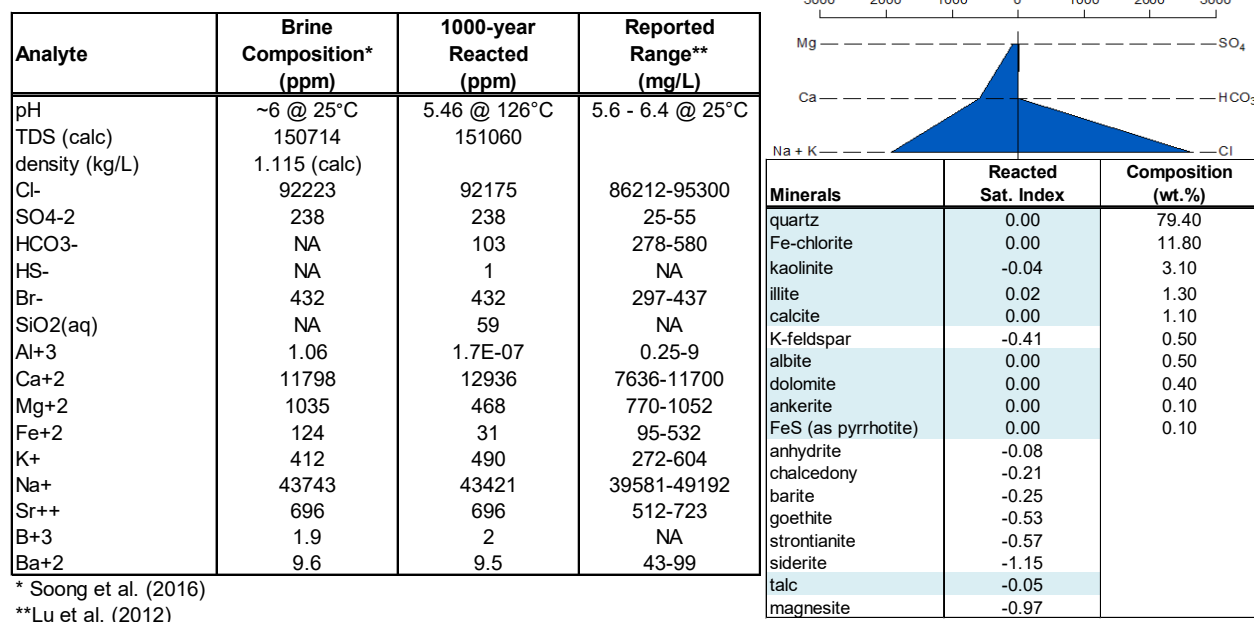 Analyte Brine Composition* (ppm) 1000-year Reacted (ppm) Reported Range** (mg/L)
pH ~6 @ 25°C 5.46 @ 126°C 5.6 - 6.4 @ 25°C
TDS (calc) 150714 151060
density (kg/L) 1.115 (calc)
Cl- 92223 92175 86212-95300
SO4-2 238 238 25-55
HCO3- NA 103 278-580
HS- NA 1 NA
Br- 432 432 297-437
SiO2(aq) NA 59 NA
Al+3 1.06 1.7E-07 0.25-9
Ca+2 11798 12936 7636-11700
Mg+2 1035 468 770-1052
Fe+2 124 31 95-532
K+ 412 490 272-604
Na+ 43743 43421 39581-49192
Sr++ 696 696 512-723
B+3 1.9 2 NA
Ba+2 9.6 9.5 43-99
* Soong et al. (2016)
**Lu et al. (2012)
3000 2000 1000 0 1000 2000 3000
Mg SO4
Ca HCO3
Na + K Cl
Minerals Reacted Sat. Index Composition (wt.%)
quartz 0.00 79.40
Fe-chlorite 0.00 11.80
kaolinite -0.04 3.10
illite 0.02 1.30
calcite 0.00 1.10
K-feldspar -0.41 0.50
albite 0.00 0.50
dolomite 0.00 0.40
ankerite 0.00 0.10
FeS (as pyrrhotite) 0.00 0.10
anhydrite -0.08
chalcedony -0.21
barite -0.25
goethite -0.53
strontianite -0.57
siderite -1.15
talc -0.05
magnesite -0.97